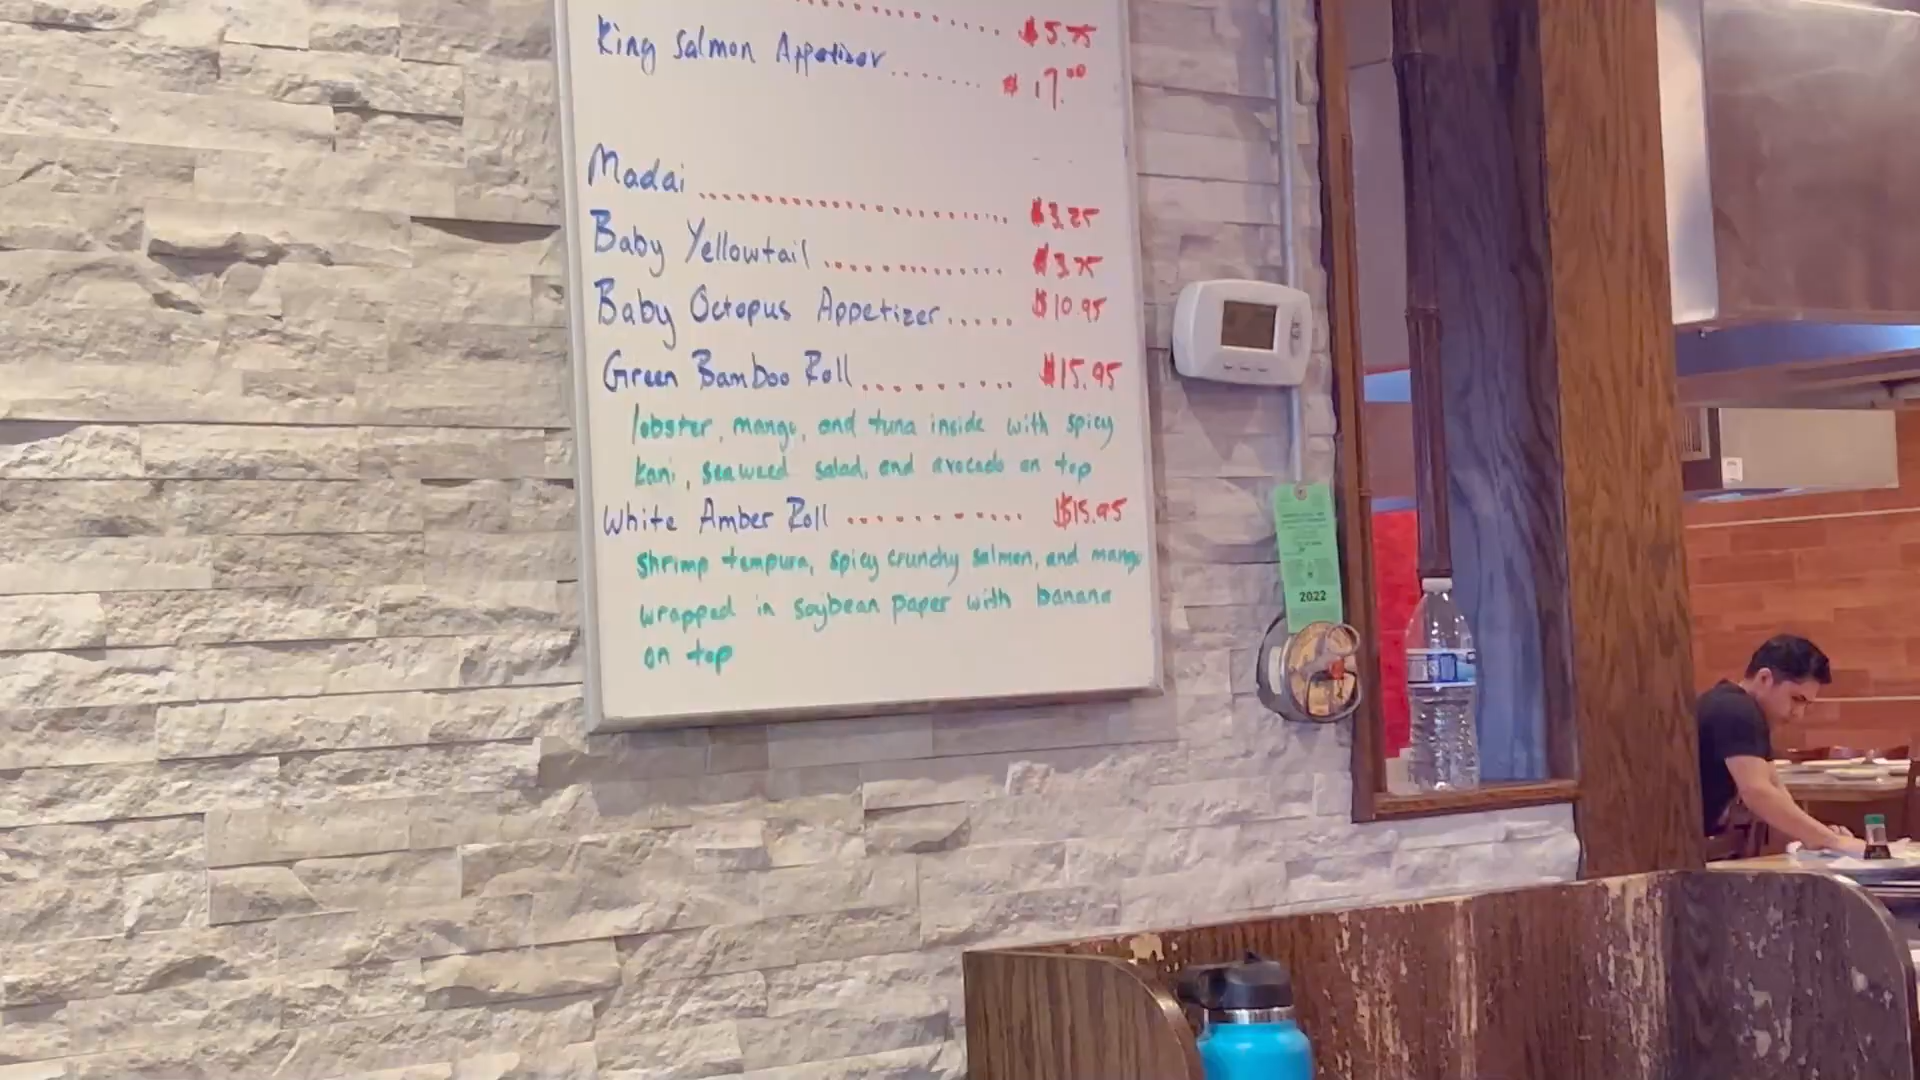 $5.75
King Salmon Appetizer........ $17.00
Madai........................ $3.25
Baby Yellowtail.............. $3.75
Baby Octopus Appetizer..... $10.95
Green Bamboo Roll.......... $15.95
lobster, mango, and tuna inside with spicy
kani, seaweed salad, and avocado on top
White Amber Roll........... $15.95
shrimp tempura, spicy crunchy salmon, and mango
wrapped in soybean paper with banana
on top
2022